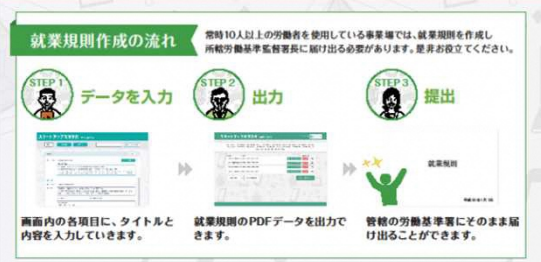 就業規則作成の流れ
常時10人以上の労働者を使用している事業場では、就業規則を作成し
所轄労働基準監督署長に届け出る必要があります。是非お役立てください。
STEP 1
データを入力
STEP 2
出力
STEP 3
提出
就業規則
画面内の各項目に、タイトルと
内容を入力していきます。
就業規則のPDFデータを出力で
きます。
管轄の労働基準署にそのまま届
け出ることができます。